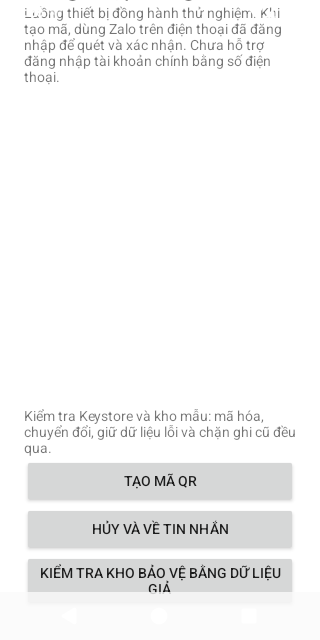 Luồng thiết bị đồng hành thử nghiệm. Khi
tạo mã, dùng Zalo trên điện thoại đã đăng
nhập để quét và xác nhận. Chưa hỗ trợ
đăng nhập tài khoản chính bằng số điện
thoại.
Kiểm tra Keystore và kho mẫu: mã hóa,
chuyển đổi, giữ dữ liệu lỗi và chặn ghi cũ đều
qua.
TẠO MÃ QR
HỦY VÀ VỀ TIN NHẮN
KIỂM TRA KHO BẢO VỆ BẰNG DỮ LIỆU
GIẢ